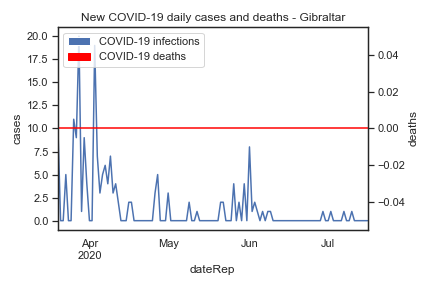 New COVID-19 daily cases and deaths - Gibraltar
COVID-19 infections
COVID-19 deaths
20.0
17.5
15.0
12.5
10.0
7.5
5.0
2.5
0.0
cases
0.04
0.02
0.00
−0.02
−0.04
deaths
Apr
2020
May
Jun
Jul
dateRep